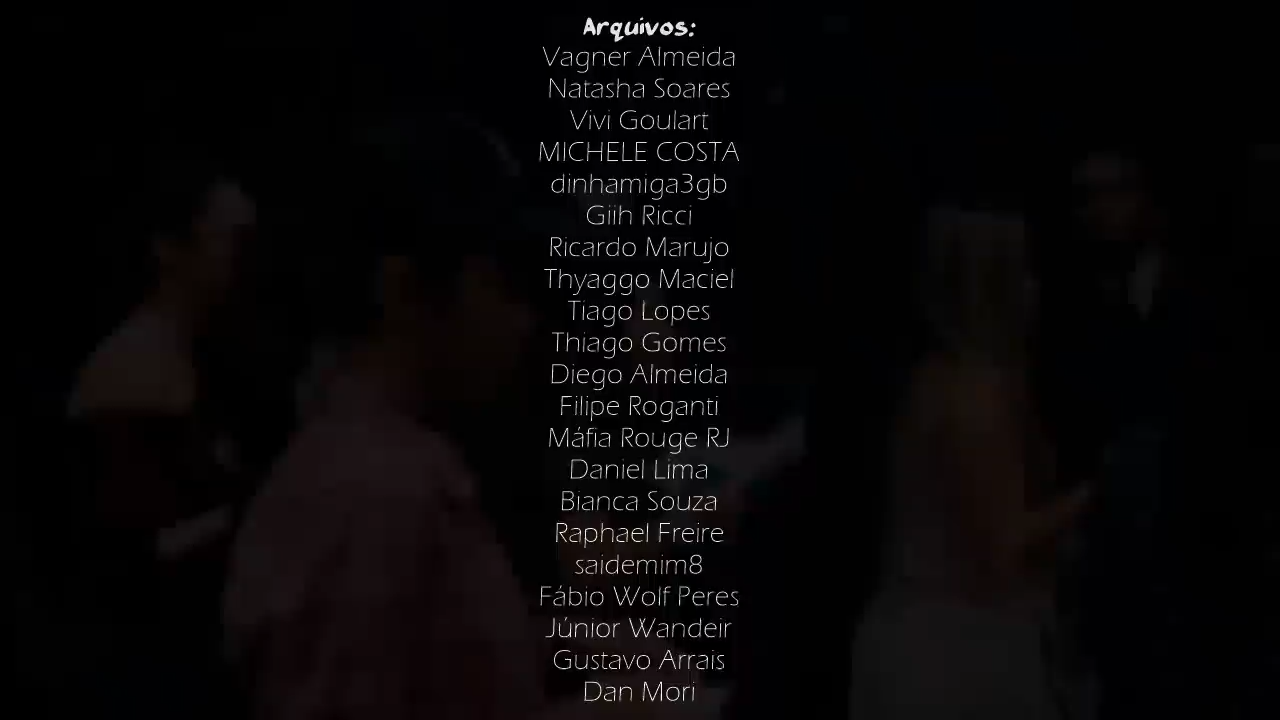 Arquivos:
Vagner Almeida
Natasha Soares
Vivi Goulart
MICHELE COSTA
dinhamiga3gb
Giih Ricci
Ricardo Marujo
Thyaggo Maciel
Tiago Lopes
Thiago Gomes
Diego Almeida
Filipe Roganti
Máfia Rouge RJ
Daniel Lima
Bianca Souza
Raphael Freire
saidemim8
Fábio Wolf Peres
Júnior Wandeir
Gustavo Arrais
Dan Mori